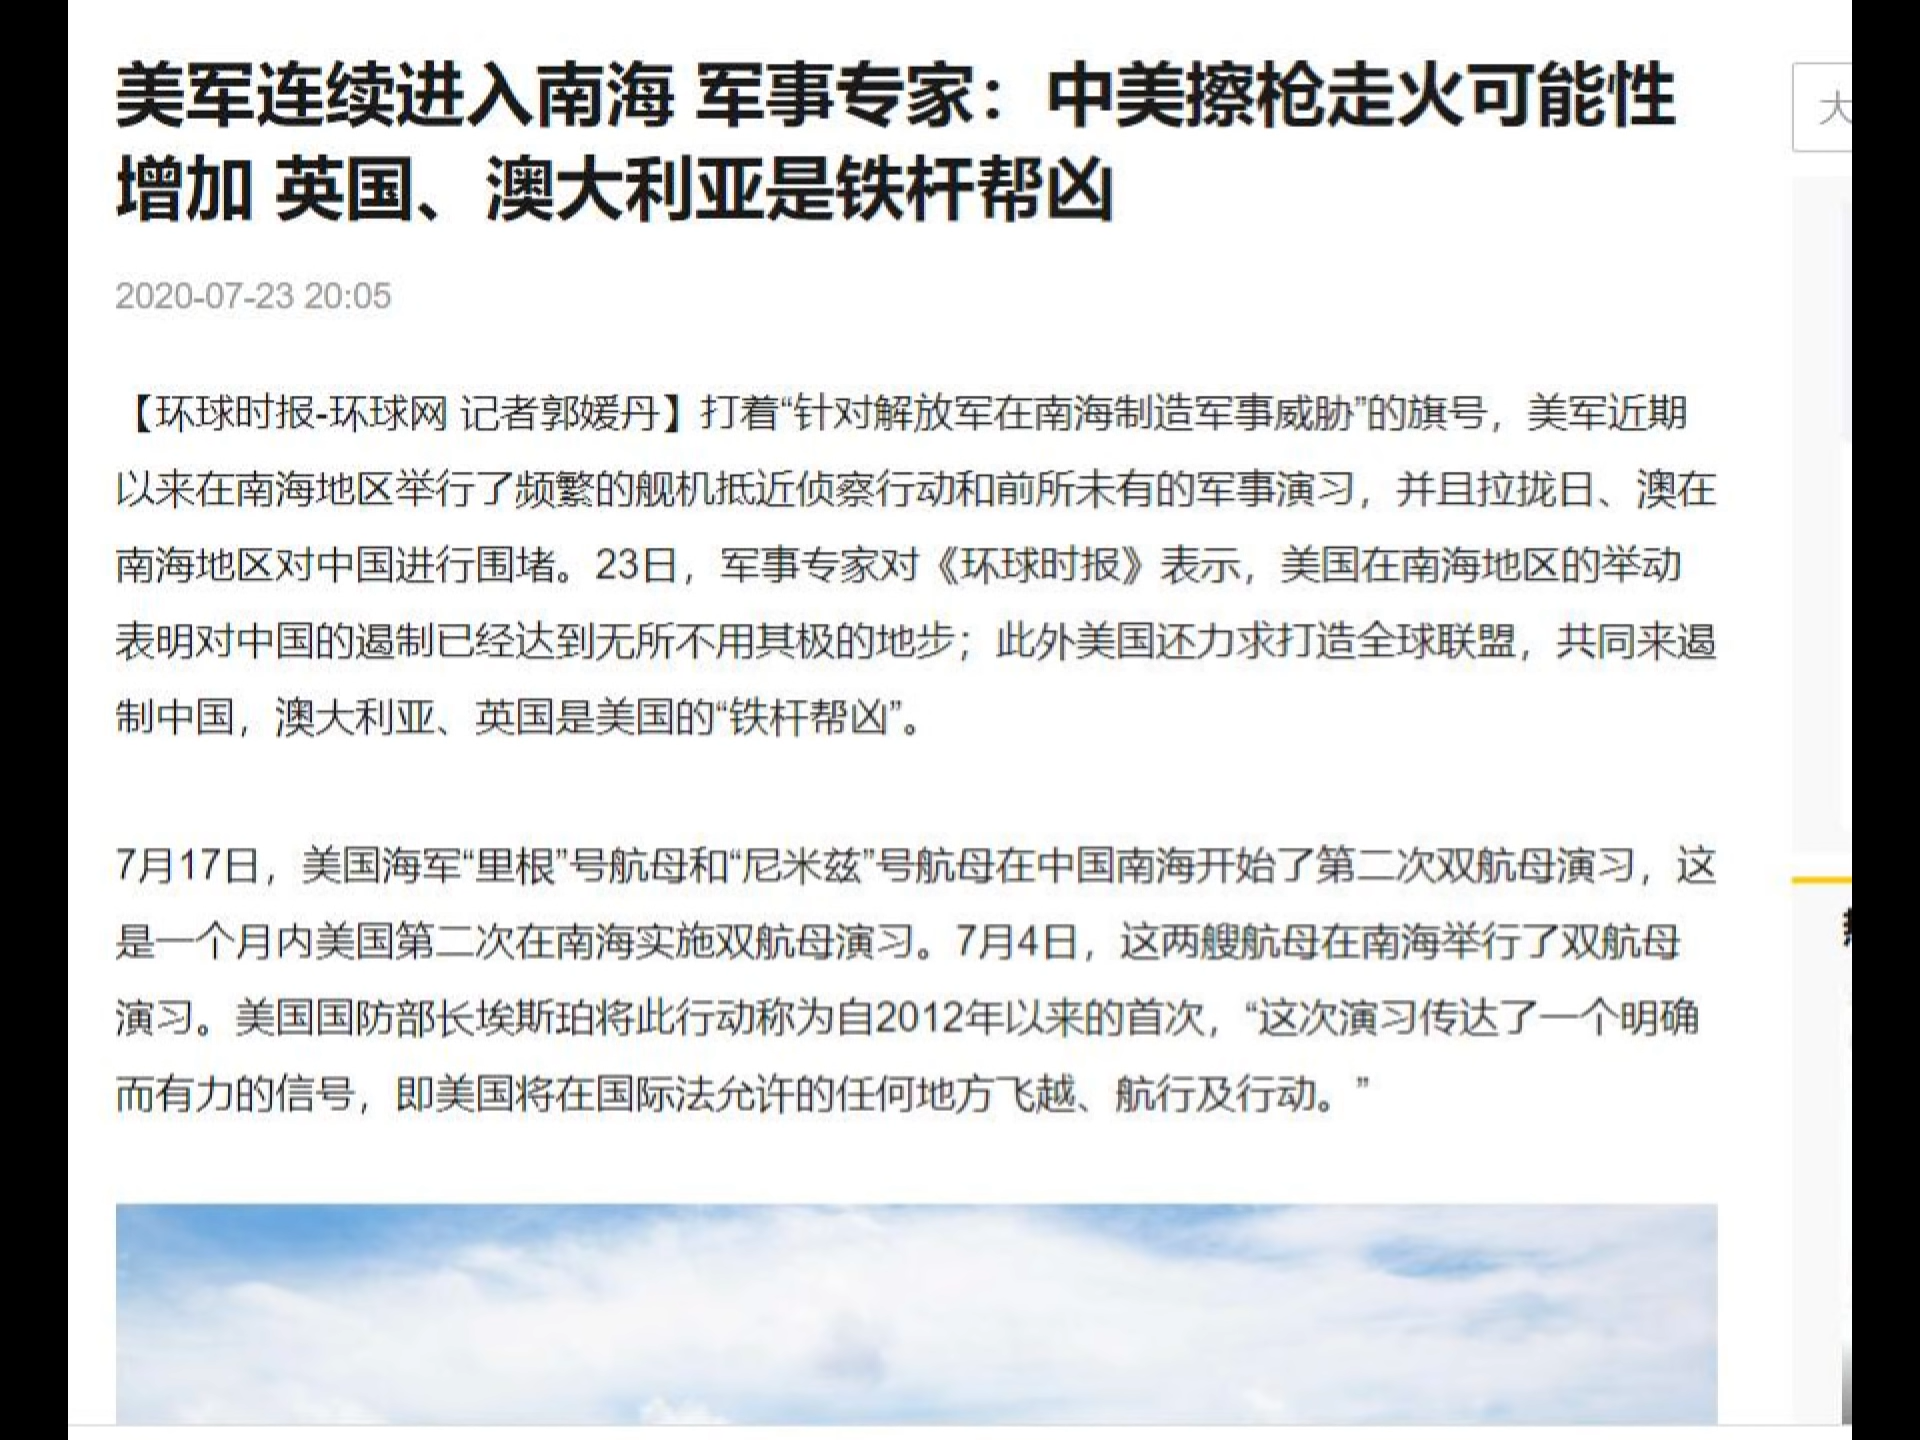 美军连续进入南海 军事专家：中美擦枪走火可能性
增加 英国、澳大利亚是铁杆帮凶
大
2020-07-23 20:05
【环球时报-环球网 记者郭媛丹】打着“针对解放军在南海制造军事威胁”的旗号，美军近期
以来在南海地区举行了频繁的舰机抵近侦察行动和前所未有的军事演习，并且拉拢日、澳在
南海地区对中国进行围堵。23日，军事专家对《环球时报》表示，美国在南海地区的举动
表明对中国的遏制已经达到无所不用其极的地步；此外美国还力求打造全球联盟，共同来遏
制中国，澳大利亚、英国是美国的“铁杆帮凶”。
7月17日，美国海军“里根”号航母和“尼米兹”号航母在中国南海开始了第二次双航母演习，这
是一个月内美国第二次在南海实施双航母演习。7月4日，这两艘航母在南海举行了双航母
演习。美国国防部长埃斯珀将此行动称为自2012年以来的首次，“这次演习传达了一个明确
而有力的信号，即美国将在国际法允许的任何地方飞越、航行及行动。”